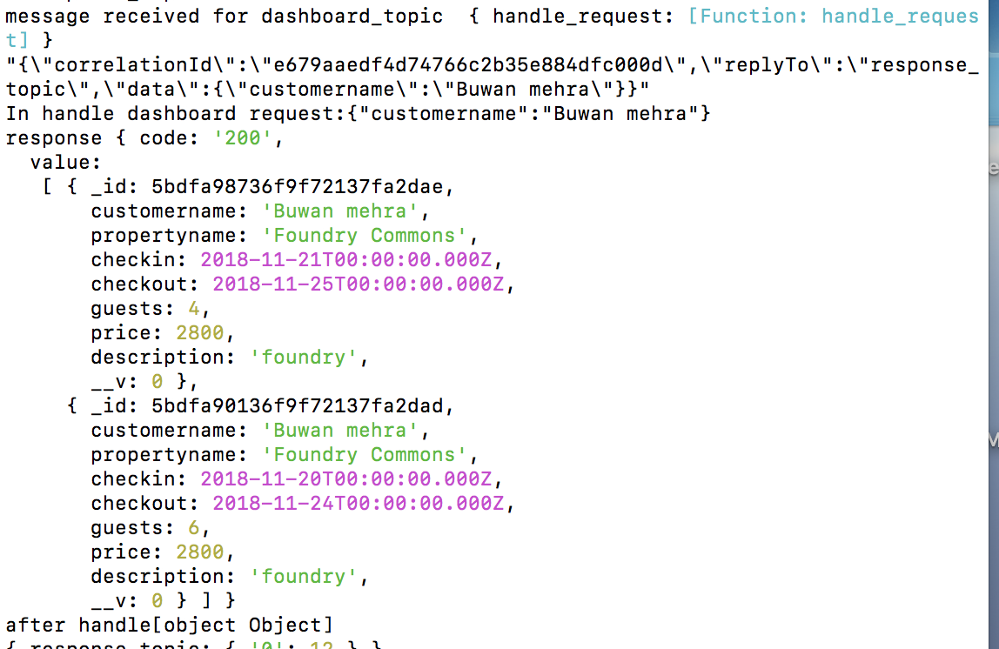 message received for dashboard_topic  { handle_request: [Function: handle_reques
t] }
"{\"correlationId\":\"e679aaedf4d74766c2b35e884dfc000d\",\"replyTo\":\"response_
topic\",\"data\":{\"customername\":\"Buwan mehra\"}}"
In handle dashboard request:{"customername":"Buwan mehra"}
response { code: '200',
  value:
   [ { _id: 5bdfa98736f9f72137fa2dae,
       customername: 'Buwan mehra',
       propertyname: 'Foundry Commons',
       checkin: 2018-11-21T00:00:00.000Z,
       checkout: 2018-11-25T00:00:00.000Z,
       guests: 4,
       price: 2800,
       description: 'foundry',
       __v: 0 },
     { _id: 5bdfa90136f9f72137fa2dad,
       customername: 'Buwan mehra',
       propertyname: 'Foundry Commons',
       checkin: 2018-11-20T00:00:00.000Z,
       checkout: 2018-11-24T00:00:00.000Z,
       guests: 6,
       price: 2800,
       description: 'foundry',
       __v: 0 } ] }
after handle[object Object]
{ response_topic: { '0': 12 } }